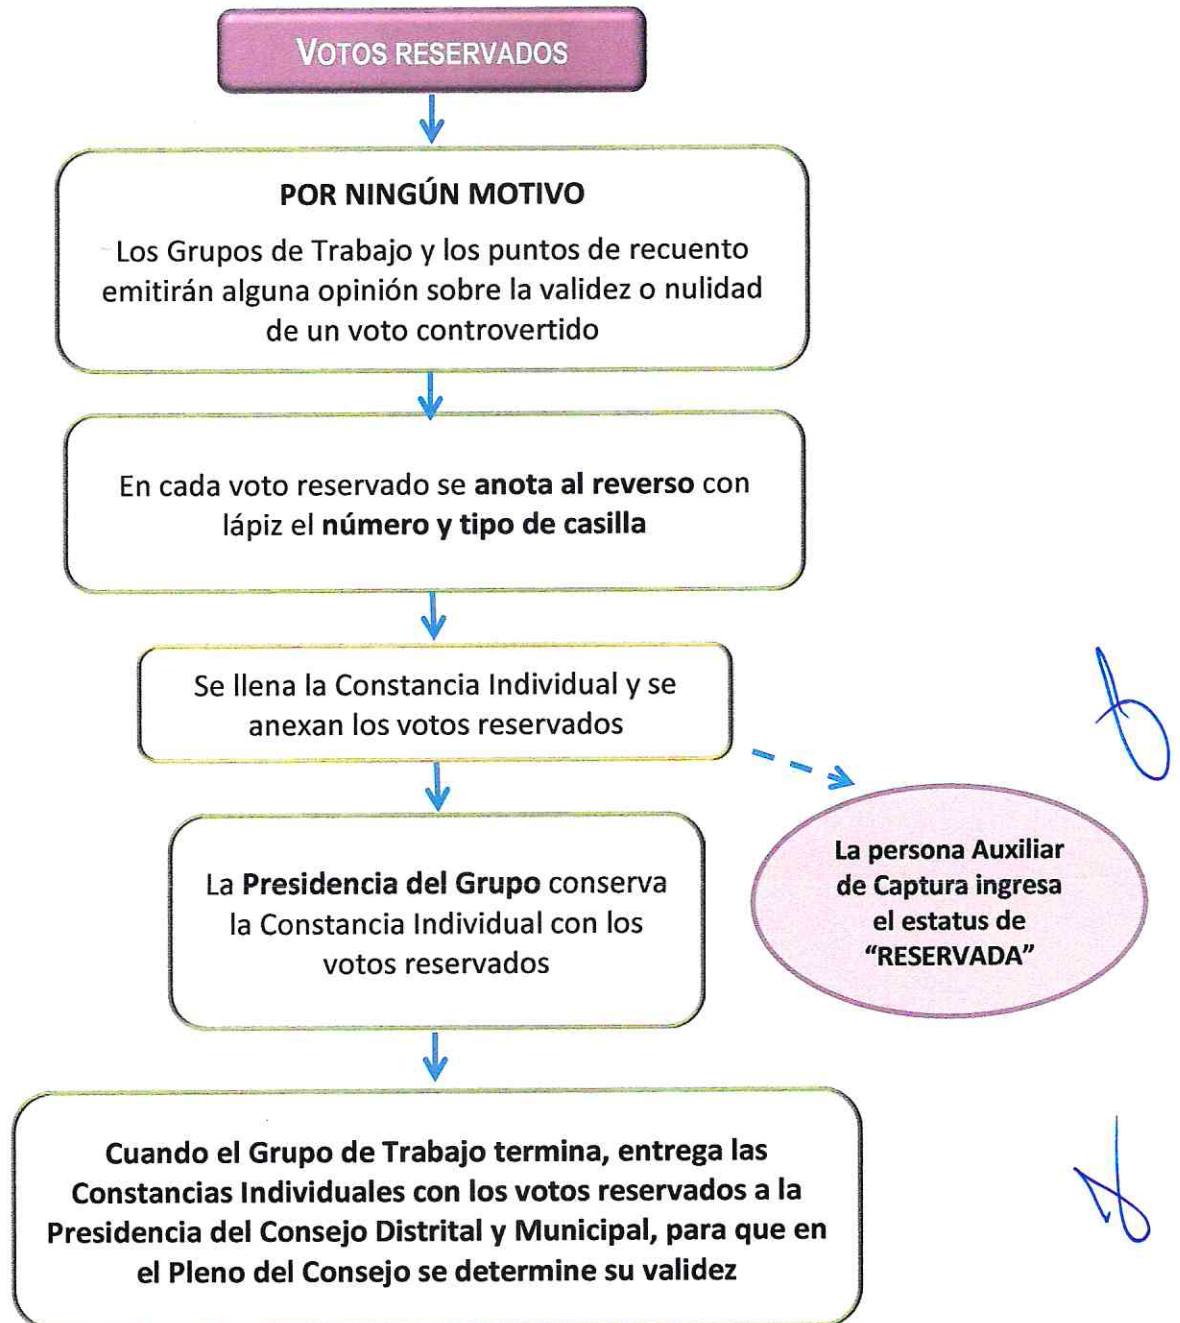 VOTOS RESERVADOS
POR NINGÚN MOTIVO
Los Grupos de Trabajo y los puntos de recuento
emitirán alguna opinión sobre la validez o nulidad
de un voto controvertido
En cada voto reservado se anota al reverso con
lápiz el número y tipo de casilla
Se llena la Constancia Individual y se
anexan los votos reservados
La Presidencia del Grupo conserva
la Constancia Individual con los
votos reservados
La persona Auxiliar
de Captura ingresa
el estatus de
“RESERVADA”
Cuando el Grupo de Trabajo termina, entrega las
Constancias Individuales con los votos reservados a la
Presidencia del Consejo Distrital y Municipal, para que en
el Pleno del Consejo se determine su validez